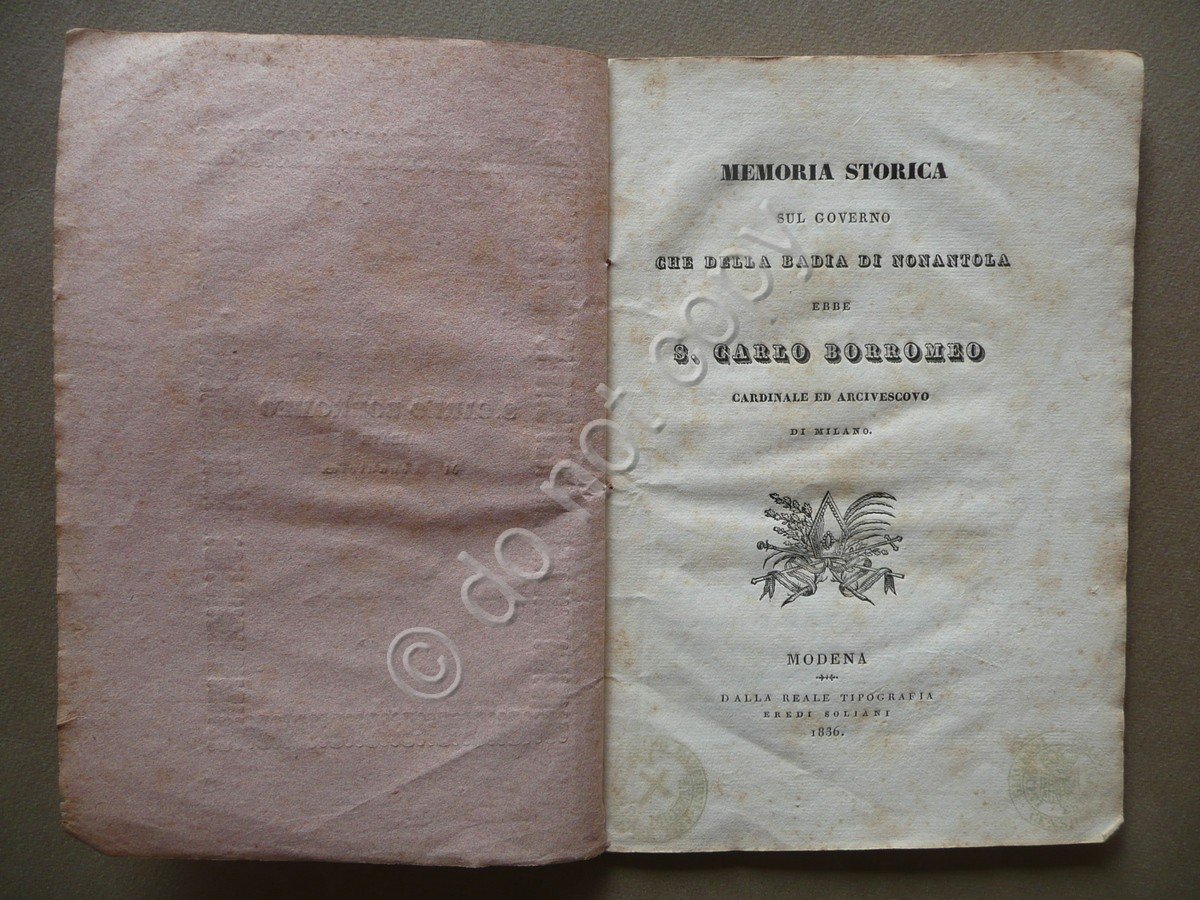 MEMORIA STORICA
SUL GOVERNO
CHE DELLA BADIA DI NONANTOLA
EBBE
S. CARLO BORROMEO
CARDINALE ED ARCIVESCOVO
DI MILANO.
MODENA
DALLA REALE TIPOGRAFIA
EREDI SOLIANI
1836.
© do not copy